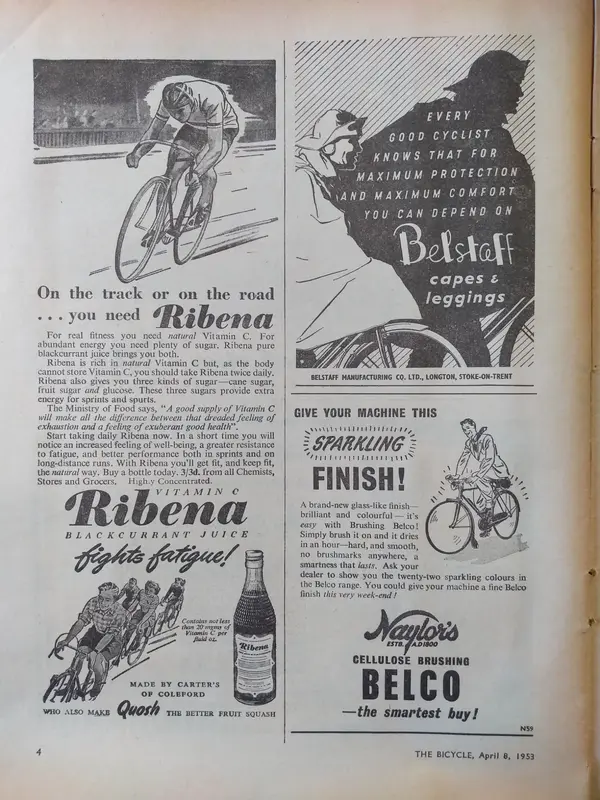 On the track or on the road
... you need Ribena
For real fitness you need natural Vitamin C. For
abundant energy you need plenty of sugar. Ribena pure
blackcurrant juice brings you both.
Ribena is rich in natural Vitamin C but, as the body
cannot store Vitamin C, you should take Ribena twice daily.
Ribena also gives you three kinds of sugar—cane sugar,
fruit sugar and glucose. These three sugars provide extra
energy for sprints and spurts.
The Ministry of Food says, "A good supply of Vitamin C
will make all the difference between that dreaded feeling of
exhaustion and a feeling of exuberant good health".
Start taking daily Ribena now. In a short time you will
notice an increased feeling of well-being, a greater resistance
to fatigue, and better performance both in sprints and on
long-distance runs. With Ribena you'll get fit, and keep fit,
the natural way. Buy a bottle today. 3/3d. from all Chemists,
Stores and Grocers. Highly Concentrated.
VITAMIN C
Ribena
BLACKCURRANT JUICE
fights fatigue!
Contains not less
than 20 mgms of
Vitamin C per
fluid oz.
Ribena
MADE BY CARTER'S
OF COLEFORD
WHO ALSO MAKE Quosh THE BETTER FRUIT SQUASH
EVERY
GOOD CYCLIST
KNOWS THAT FOR
MAXIMUM PROTECTION
AND MAXIMUM COMFORT
YOU CAN DEPEND ON
Belstaff
capes &
leggings
BELSTAFF MANUFACTURING CO. LTD., LONGTON, STOKE-ON-TRENT
GIVE YOUR MACHINE THIS
SPARKLING
FINISH!
A brand-new glass-like finish—
brilliant and colourful — it's
easy with Brushing Belco!
Simply brush it on and it dries
in an hour—hard, and smooth,
no brushmarks anywhere, a
smartness that lasts. Ask your
dealer to show you the twenty-two sparkling colours in
the Belco range. You could give your machine a fine Belco
finish this very week-end!
Naylor's
ESTB. A.D 1800
CELLULOSE BRUSHING
BELCO
—the smartest buy!
N59
4
THE BICYCLE, April 8, 1953